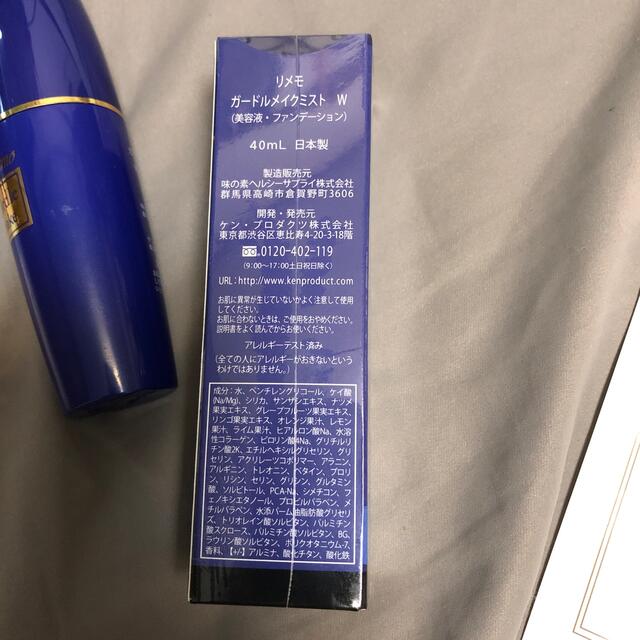 リメモ
ガードルメイクミスト W
(美容液・ファンデーション)
40mL 日本製
製造販売元
味の素ヘルシーサプライ株式会社
群馬県高崎市倉賀野町3606
開発・発売元
ケン・プロダクツ株式会社
東京都渋谷区恵比寿4-20-3-18階
0120-402-119
(9:00〜17:00土日祝日除く)
URL:http://www.kenproduct.com
お肌に異常が生じていないかよく注意して使用
してください。
お肌に合わないときは、ご使用をおやめください。
説明書をよく読んでからお使いください。
アレルギーテスト済み
(全ての人にアレルギーがおきないという
わけではありません。)
成分:水、ペンチレングリコール、ケイ酸
(Na/Mg)、シリカ、サンザシエキス、ナツメ
果実エキス、グレープフルーツ果実エキス、
リンゴ果実エキス、オレンジ果汁、レモン
果汁、ライム果汁、ヒアルロン酸Na、水溶
性コラーゲン、ピロリン酸4Na、グリチルリ
チン酸2K、エチルヘキシルグリセリン、グリ
セリン、アクリレーツコポリマー、アラニン、
アルギニン、トレオニン、ベタイン、プロリ
ン、リシン、セリン、グリシン、グルタミン
酸、ソルビトール、PCA-Na、シメチコン、フ
ェノキシエタノール、プロピルパラベン、メ
チルパラベン、水添パーム油脂肪酸グリセリ
ズ、トリオレイン酸ソルビタン、パルミチン
酸スクロース、パルミチン酸ソルビタン、BG、
ラウリン酸ソルビタン、ポリクオタニウム-7、
香料、【+/-】アルミナ、酸化チタン、酸化鉄